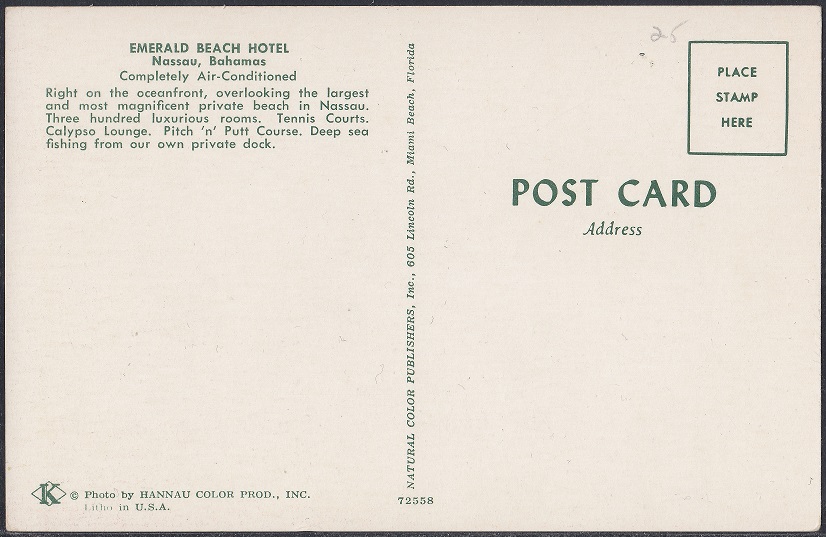 EMERALD BEACH HOTEL
Nassau, Bahamas
Completely Air-Conditioned
Right on the oceanfront, overlooking the largest
and most magnificent private beach in Nassau.
Three hundred luxurious rooms. Tennis Courts.
Calypso Lounge. Pitch 'n' Putt Course. Deep sea
fishing from our own private dock.
K © Photo by HANNAU COLOR PROD., INC.
Litho in U.S.A.
NATURAL COLOR PUBLISHERS, Inc., 605 Lincoln Rd., Miami Beach, Florida
72558
25
PLACE
STAMP
HERE
POST CARD
Address